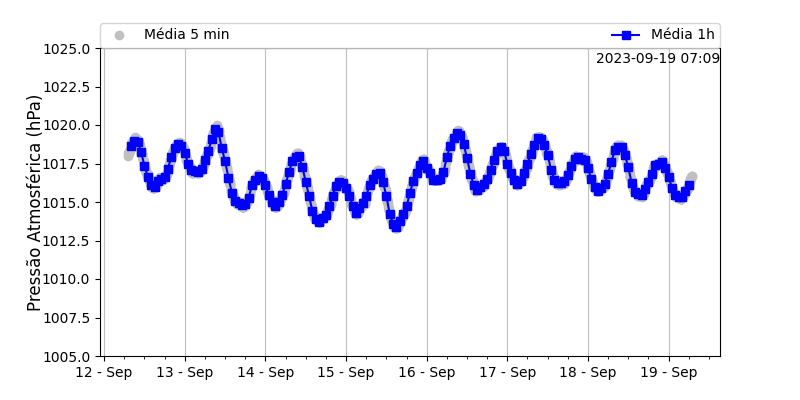 Média 5 min
Média 1h
2023-09-19 07:09
Pressão Atmosférica (hPa)
1025.0
1022.5
1020.0
1017.5
1015.0
1012.5
1010.0
1007.5
1005.0
12 - Sep
13 - Sep
14 - Sep
15 - Sep
16 - Sep
17 - Sep
18 - Sep
19 - Sep